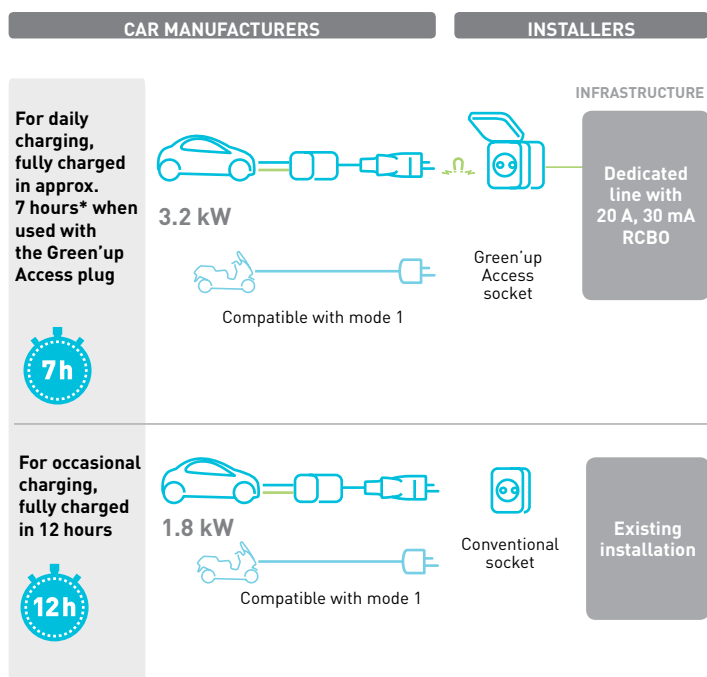 CAR MANUFACTURERS
INSTALLERS
INFRASTRUCTURE
For daily
charging,
fully charged
in approx.
7 hours* when
used with
the Green'up
Access plug
7h
3.2 kW
Compatible with mode 1
Green'up
Access
socket
Dedicated
line with
20 A, 30 mA
RCBO
For occasional
charging,
fully charged
in 12 hours
12h
1.8 kW
Compatible with mode 1
Conventional
socket
Existing
installation